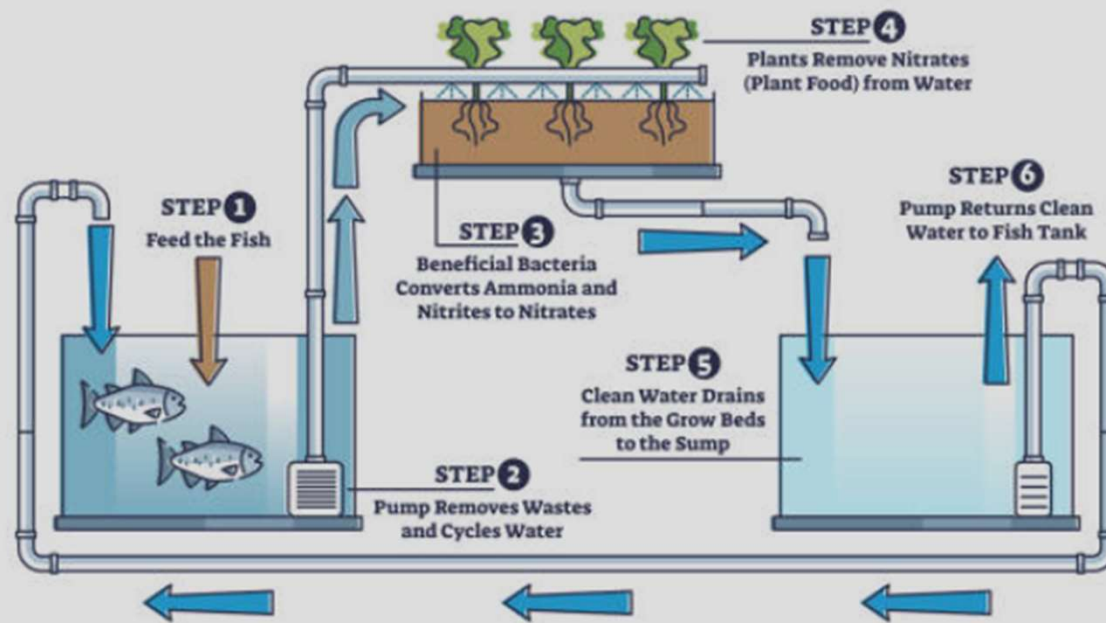 STEP 1
Feed the Fish
STEP 2
Pump Removes Wastes
and Cycles Water
STEP 3
Beneficial Bacteria
Converts Ammonia and
Nitrites to Nitrates
STEP 4
Plants Remove Nitrates
(Plant Food) from Water
STEP 5
Clean Water Drains
from the Grow Beds
to the Sump
STEP 6
Pump Returns Clean
Water to Fish Tank